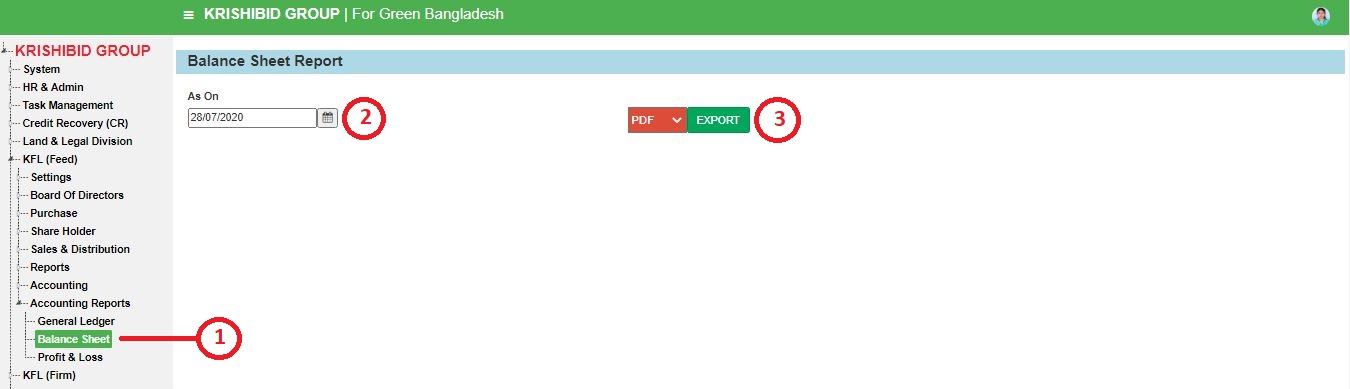 KRISHIBID GROUP | For Green Bangladesh
KRISHIBID GROUP
System
HR & Admin
Task Management
Credit Recovery (CR)
Land & Legal Division
KFL (Feed)
Settings
Board Of Directors
Purchase
Share Holder
Sales & Distribution
Reports
Accounting
Accounting Reports
General Ledger
Balance Sheet
1
Profit & Loss
KFL (Firm)
Balance Sheet Report
As On
28/07/2020
2
PDF EXPORT
3